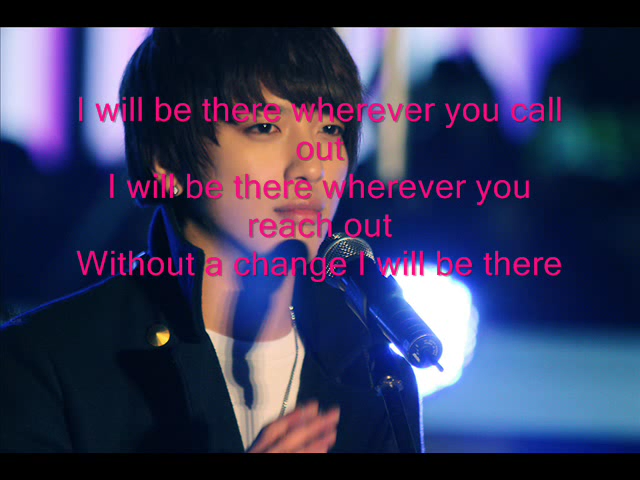 I will be there wherever you call
out
I will be there wherever you
reach out
Without a change I will be there